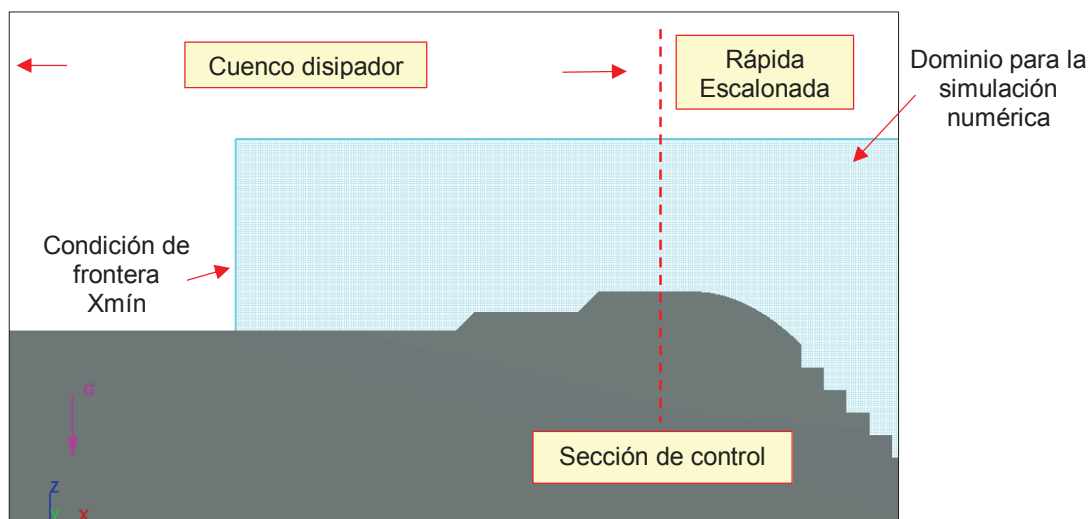 Cuenco disipador
Rápida
Escalonada
Dominio para la
simulación
numérica
Condición de
frontera
Xmín
G
Sección de control
Z
Y
X